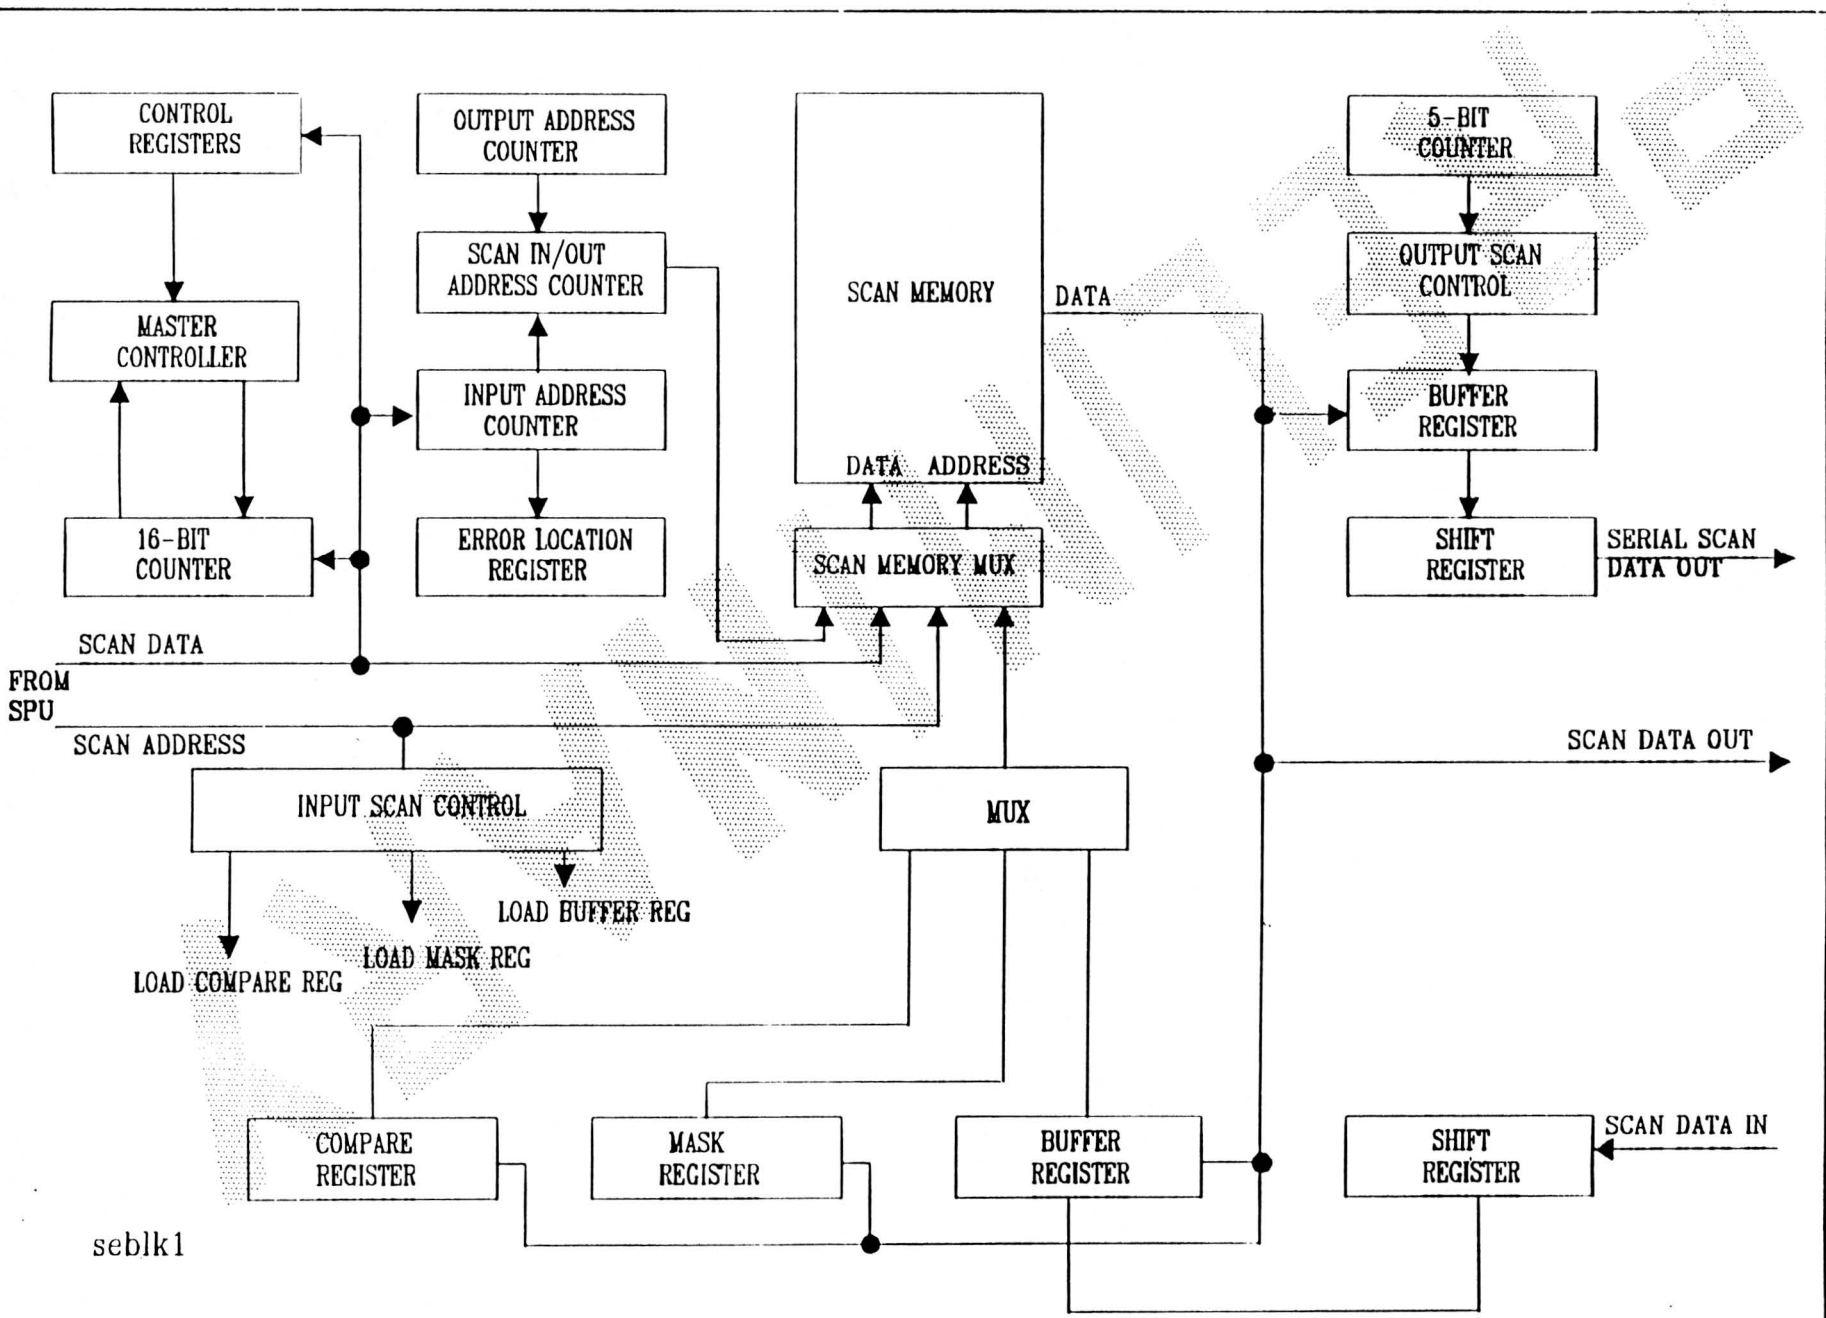 CONTROL
REGISTERS
OUTPUT ADDRESS
COUNTER
5-BIT
COUNTER
SCAN IN/OUT
ADDRESS COUNTER
SCAN MEMORY
DATA
OUTPUT SCAN
CONTROL
MASTER
CONTROLLER
INPUT ADDRESS
COUNTER
BUFFER
REGISTER
DATA ADDRESS
16-BIT
COUNTER
ERROR LOCATION
REGISTER
SCAN MEMORY MUX
SHIFT
REGISTER
SERIAL SCAN
DATA OUT
SCAN DATA
FROM
SPU
SCAN ADDRESS
SCAN DATA OUT
INPUT SCAN CONTROL
MUX
LOAD BUFFER REG
LOAD MASK REG
LOAD COMPARE REG
COMPARE
REGISTER
MASK
REGISTER
BUFFER
REGISTER
SHIFT
REGISTER
SCAN DATA IN
seblk1